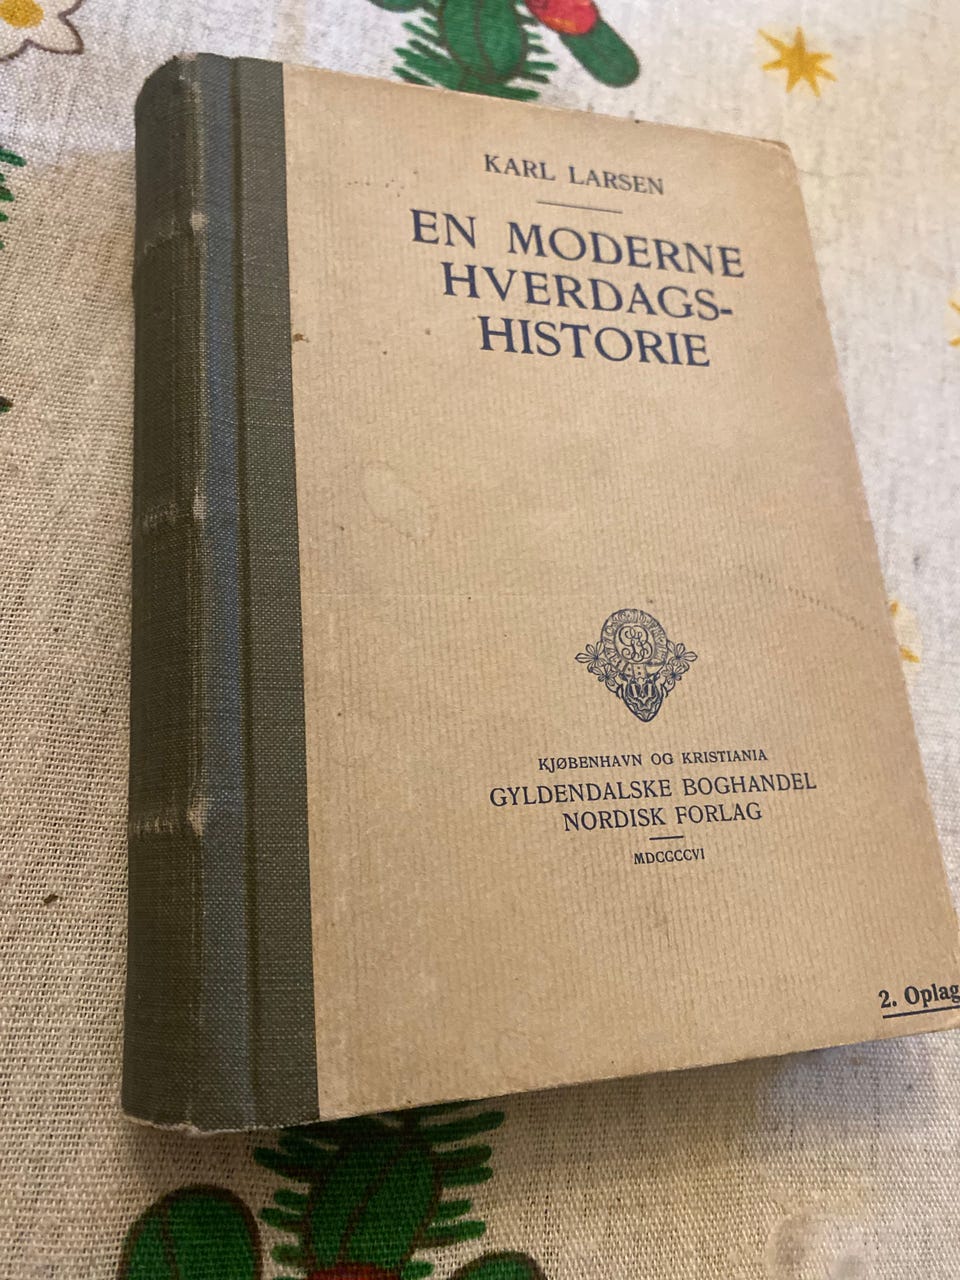 KARL LARSEN
EN MODERNE
HVERDAGS-
HISTORIE
KJØBENHAVN OG KRISTIANIA
GYLDENDALSKE BOGHANDEL
NORDISK FORLAG
MDCCCCVI
2. Oplag